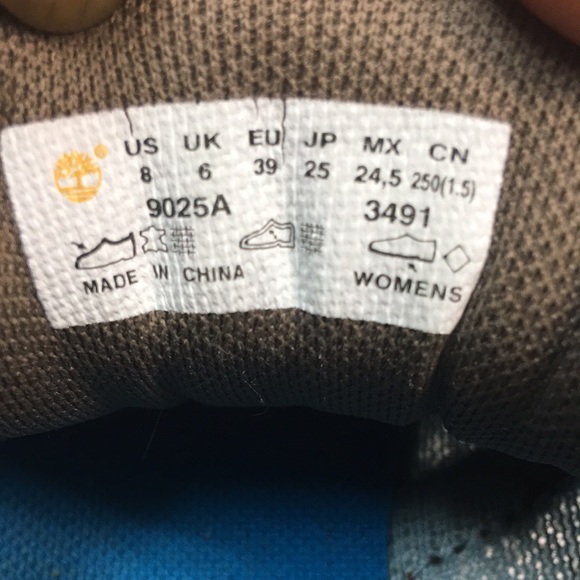 US UK EU JP MX CN
8 6 39 25 24,5 250(1.5)
9025A 3491
MADE IN CHINA WOMENS